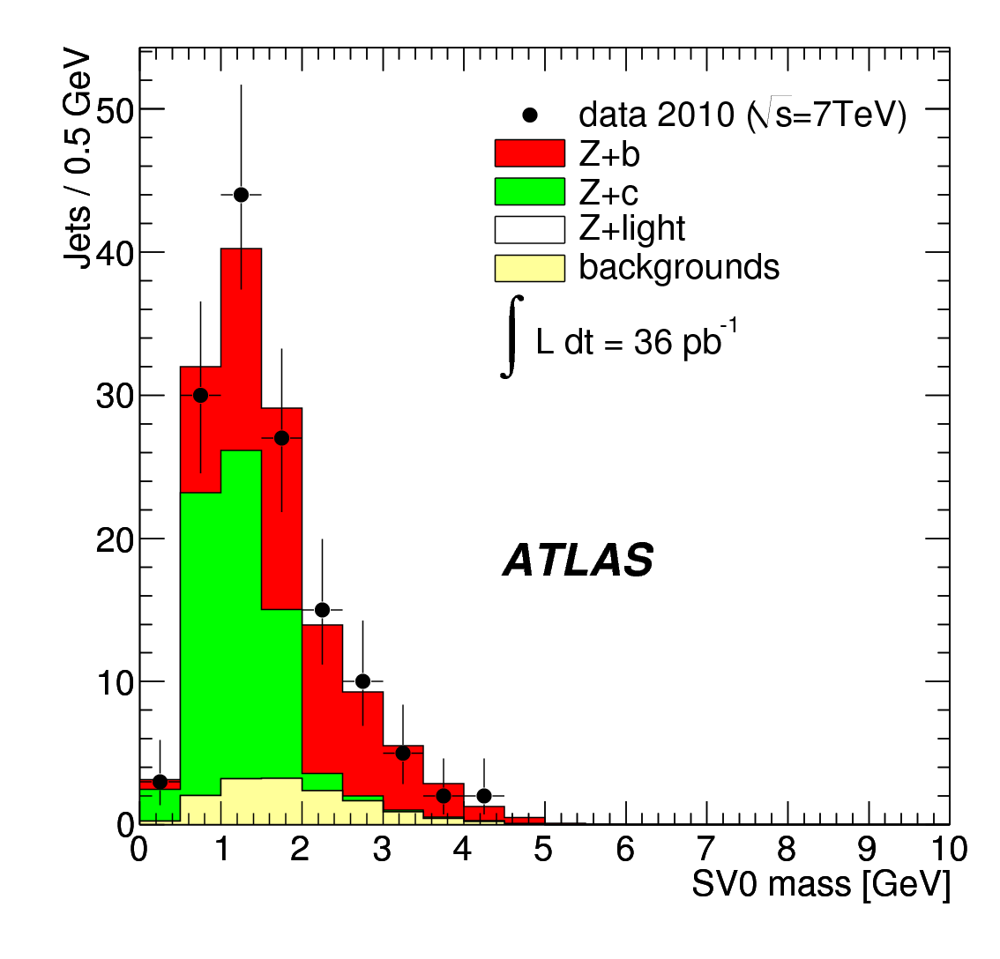 Jets / 0.5 GeV
50
40
30
20
10
0
data 2010 (√s=7TeV)
Z+b
Z+c
Z+light
backgrounds
∫ L dt = 36 pb⁻¹
ATLAS
0 1 2 3 4 5 6 7 8 9 10
SV0 mass [GeV]